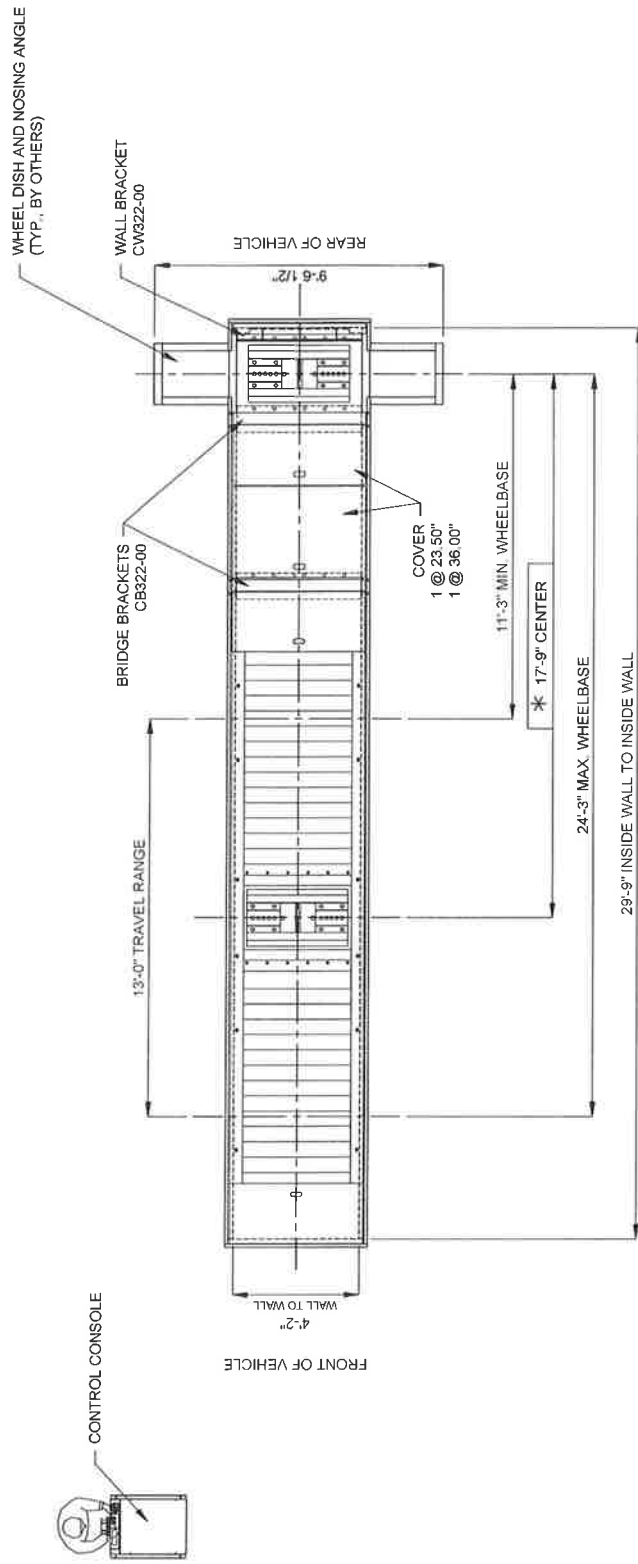 WHEEL DISH AND NOSING ANGLE
(TYP., BY OTHERS)
WALL BRACKET
CW322-00
REAR OF VEHICLE
9'-6 1/2"
BRIDGE BRACKETS
CB322-00
COVER
1 @ 23.50"
1 @ 36.00"
13'-0" TRAVEL RANGE
11'-3" MIN. WHEELBASE
* 17'-9" CENTER
24'-3" MAX. WHEELBASE
29'-9" INSIDE WALL TO INSIDE WALL
4'-2"
WALL TO WALL
FRONT OF VEHICLE
CONTROL CONSOLE